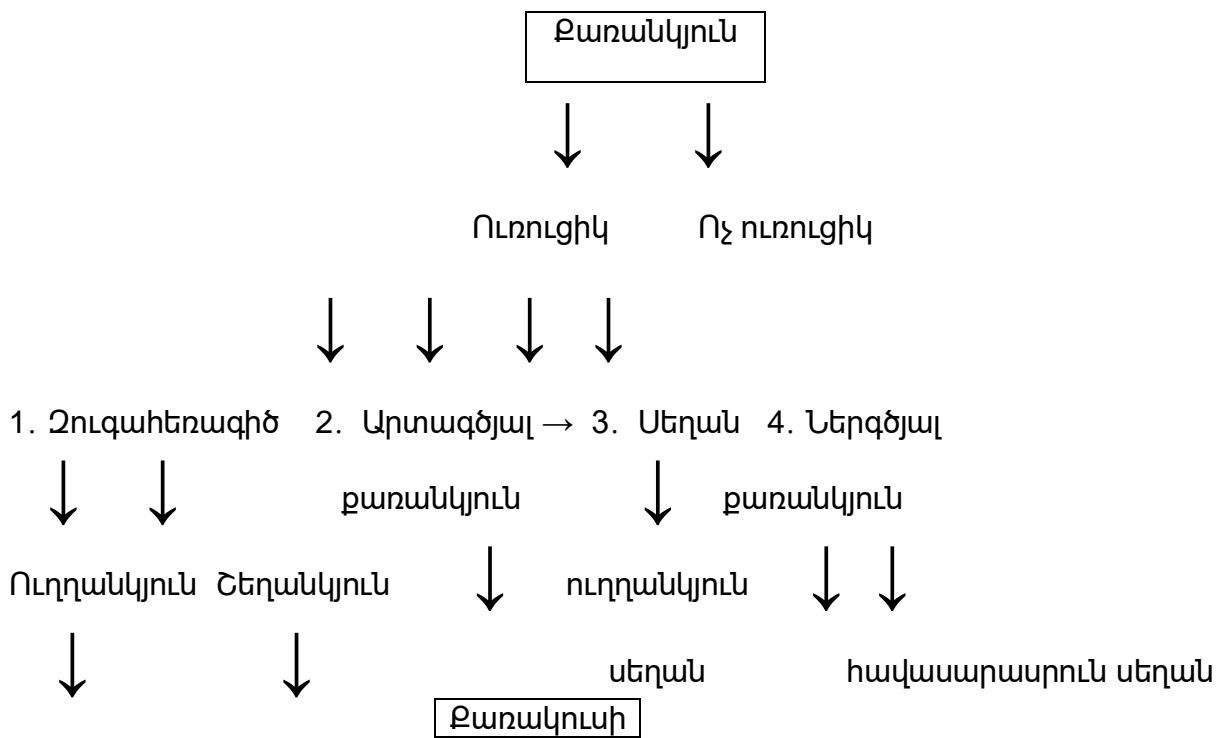 Քառանկյուն
Ուռուցիկ Ոչ ուռուցիկ
1. Զուգահեռագիծ 2. Արտագծյալ → 3. Սեղան 4. Ներգծյալ
քառանկյուն քառանկյուն
Ուղղանկյուն Շեղանկյուն ուղղանկյուն
սեղան հավասարասրուն սեղան
Քառակուսի